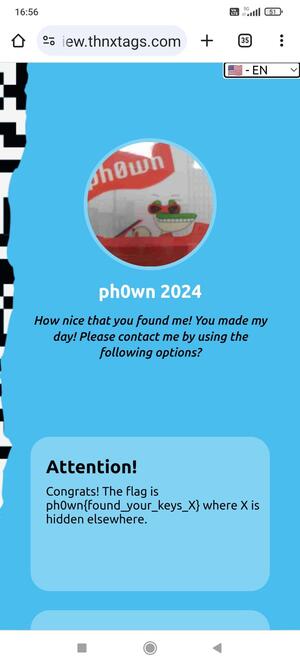 16:56
51
iew.thnxtags.com
35
🇺🇸 - EN
ph0wn
ph0wn 2024
How nice that you found me! You made my
day! Please contact me by using the
following options?
Attention!
Congrats! The flag is
ph0wn{found_your_keys_X} where X is
hidden elsewhere.